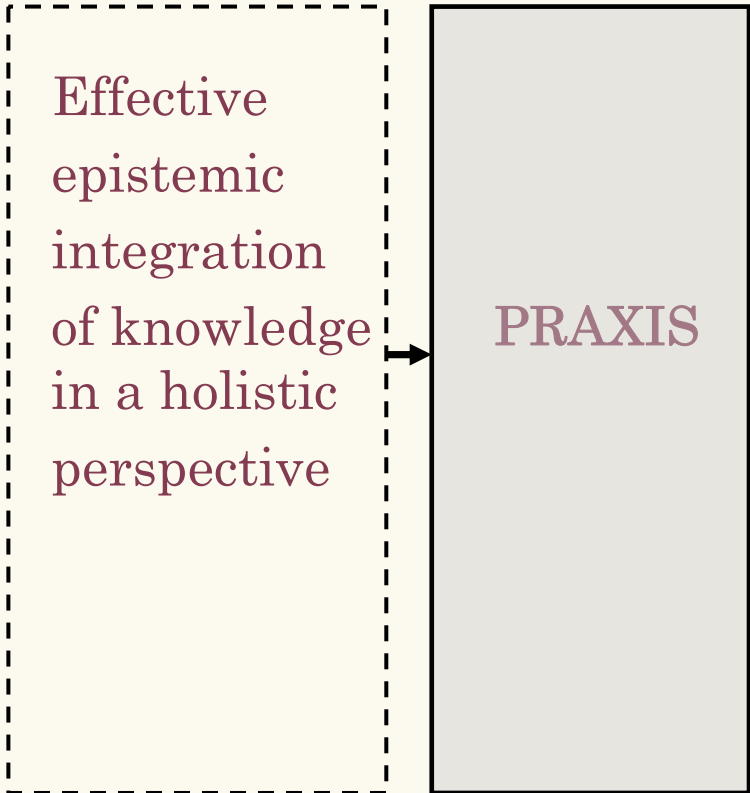 Effective
epistemic
integration
of knowledge
in a holistic
perspective
PRAXIS